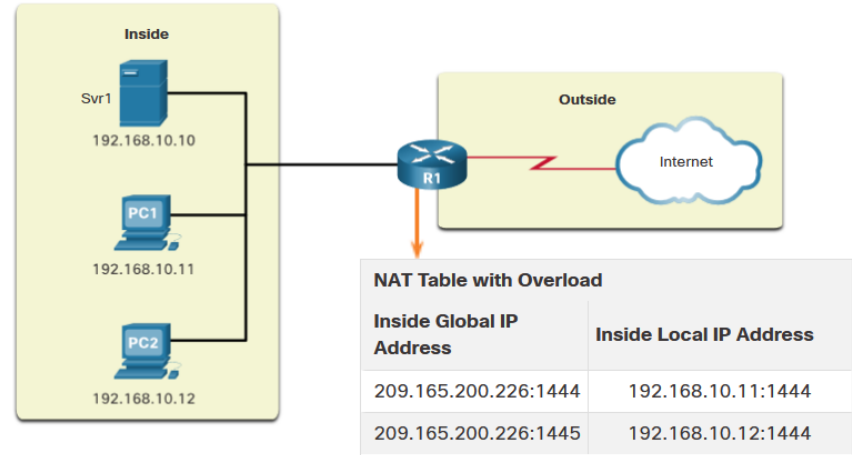 Inside
Svr1
192.168.10.10
PC1
192.168.10.11
PC2
192.168.10.12
R1
Outside
Internet
NAT Table with Overload
Inside Global IP
Address
Inside Local IP Address
209.165.200.226:1444 192.168.10.11:1444
209.165.200.226:1445 192.168.10.12:1444